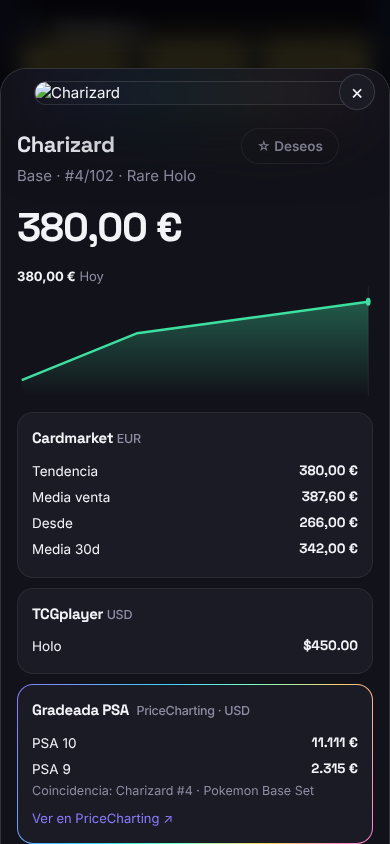 Charizard
✕
Charizard
☆ Deseos
Base · #4/102 · Rare Holo
380,00 €
380,00 € Hoy
Cardmarket EUR
Tendencia 380,00 €
Media venta 387,60 €
Desde 266,00 €
Media 30d 342,00 €
TCGplayer USD
Holo $450.00
Gradeada PSA PriceCharting · USD
PSA 10 11.111 €
PSA 9 2.315 €
Coincidencia: Charizard #4 · Pokemon Base Set
Ver en PriceCharting ↗